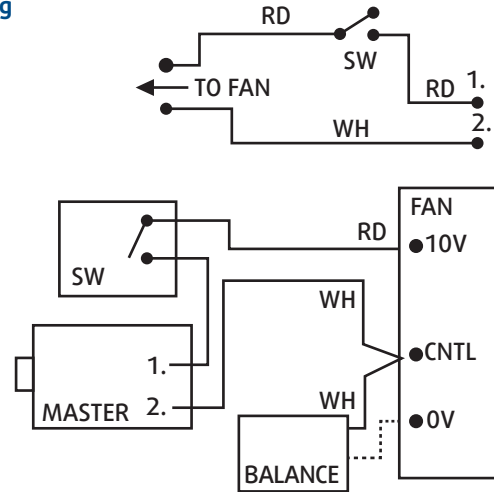 g
RD
SW
TO FAN
RD 1.
2.
WH
FAN
RD
10V
SW
WH
CNTL
1.
MASTER 2.
WH
0V
BALANCE